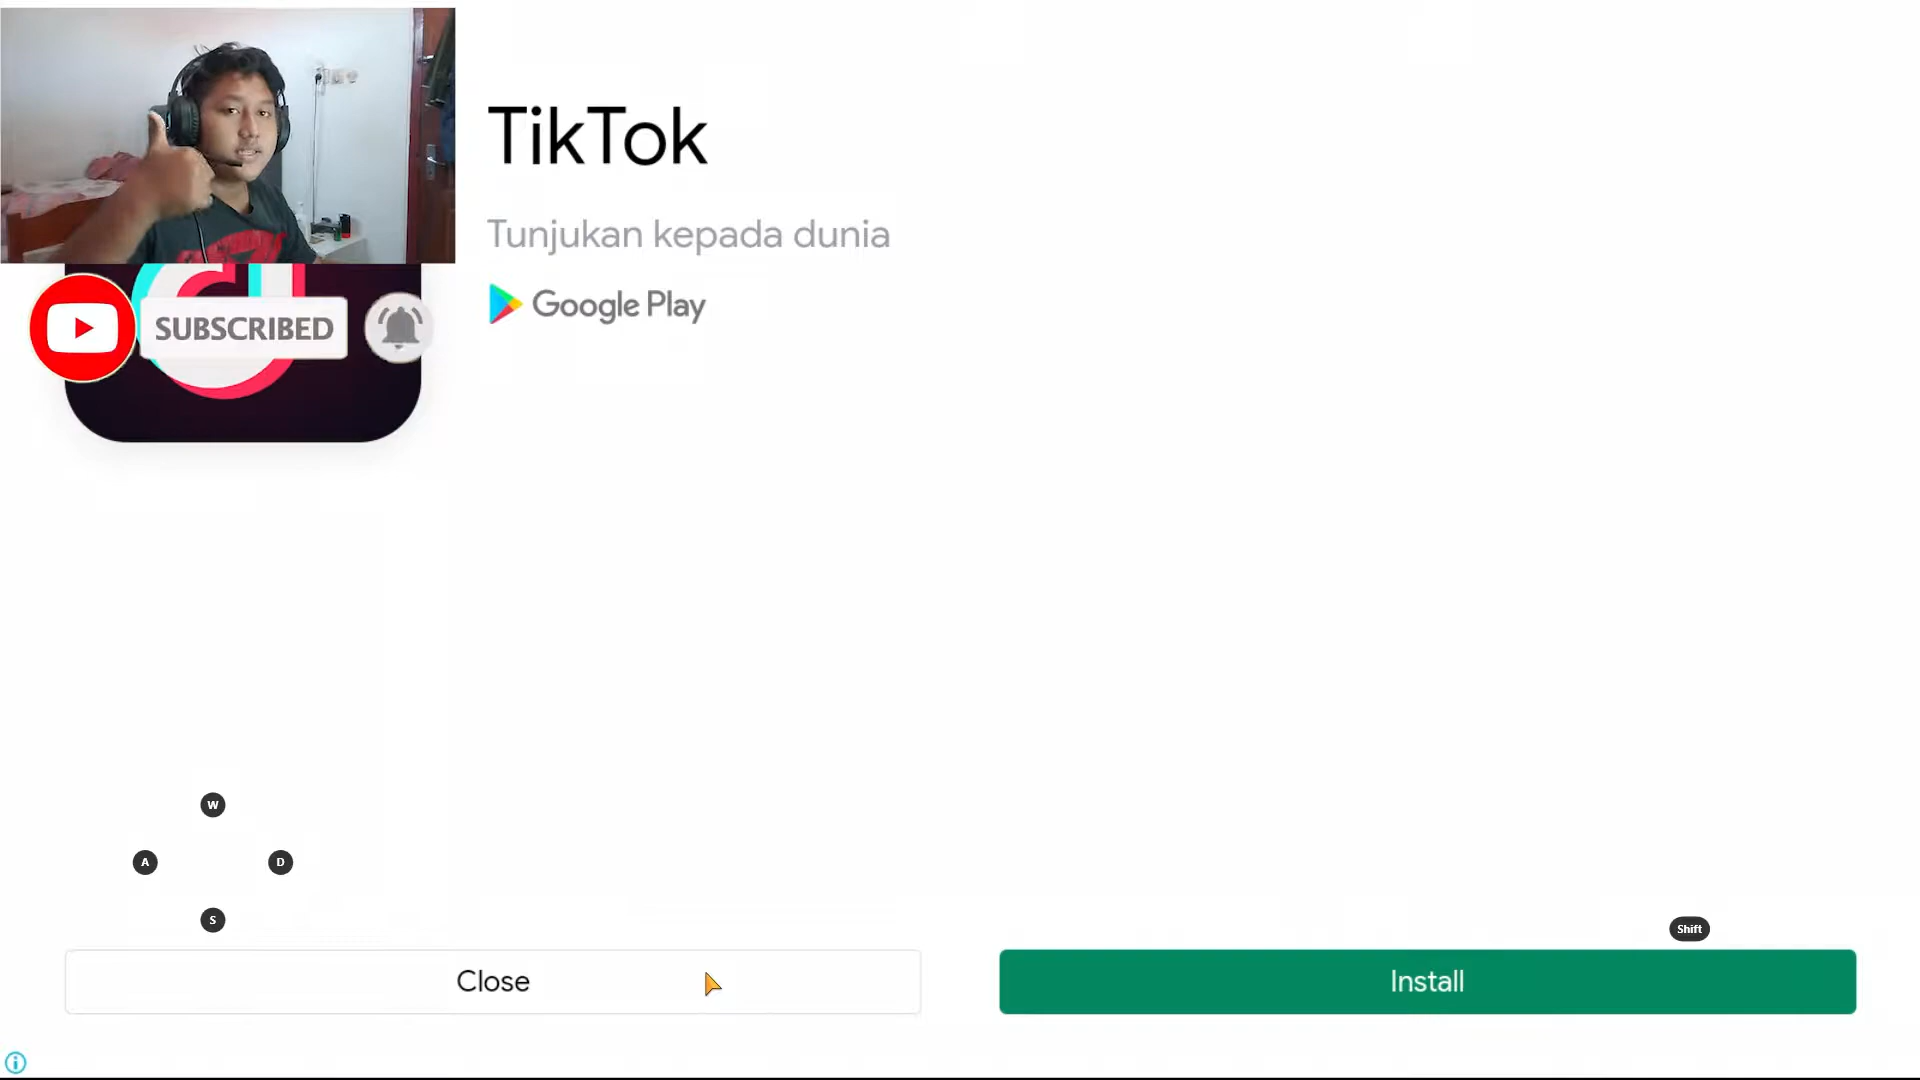 TikTok
Tunjukan kepada dunia
Google Play
SUBSCRIBED
W
A
D
S
Shift
Close
Install